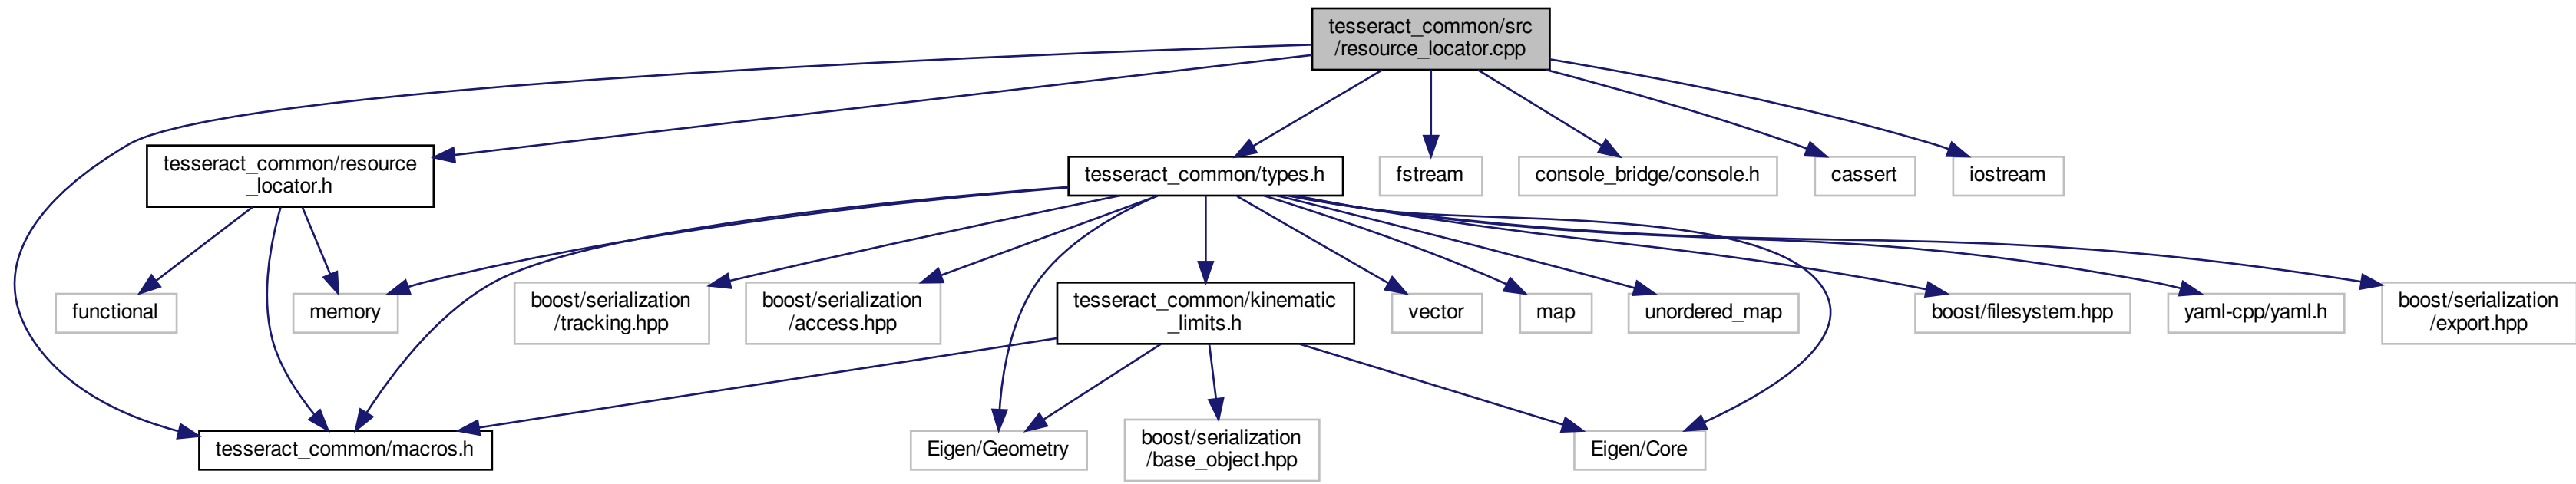 tesseract_common/src
/resource_locator.cpp
tesseract_common/resource
_locator.h
tesseract_common/types.h
fstream
console_bridge/console.h
cassert
iostream
functional
memory
boost/serialization
/tracking.hpp
boost/serialization
/access.hpp
tesseract_common/kinematic
_limits.h
vector
map
unordered_map
boost/filesystem.hpp
yaml-cpp/yaml.h
boost/serialization
/export.hpp
tesseract_common/macros.h
Eigen/Geometry
boost/serialization
/base_object.hpp
Eigen/Core